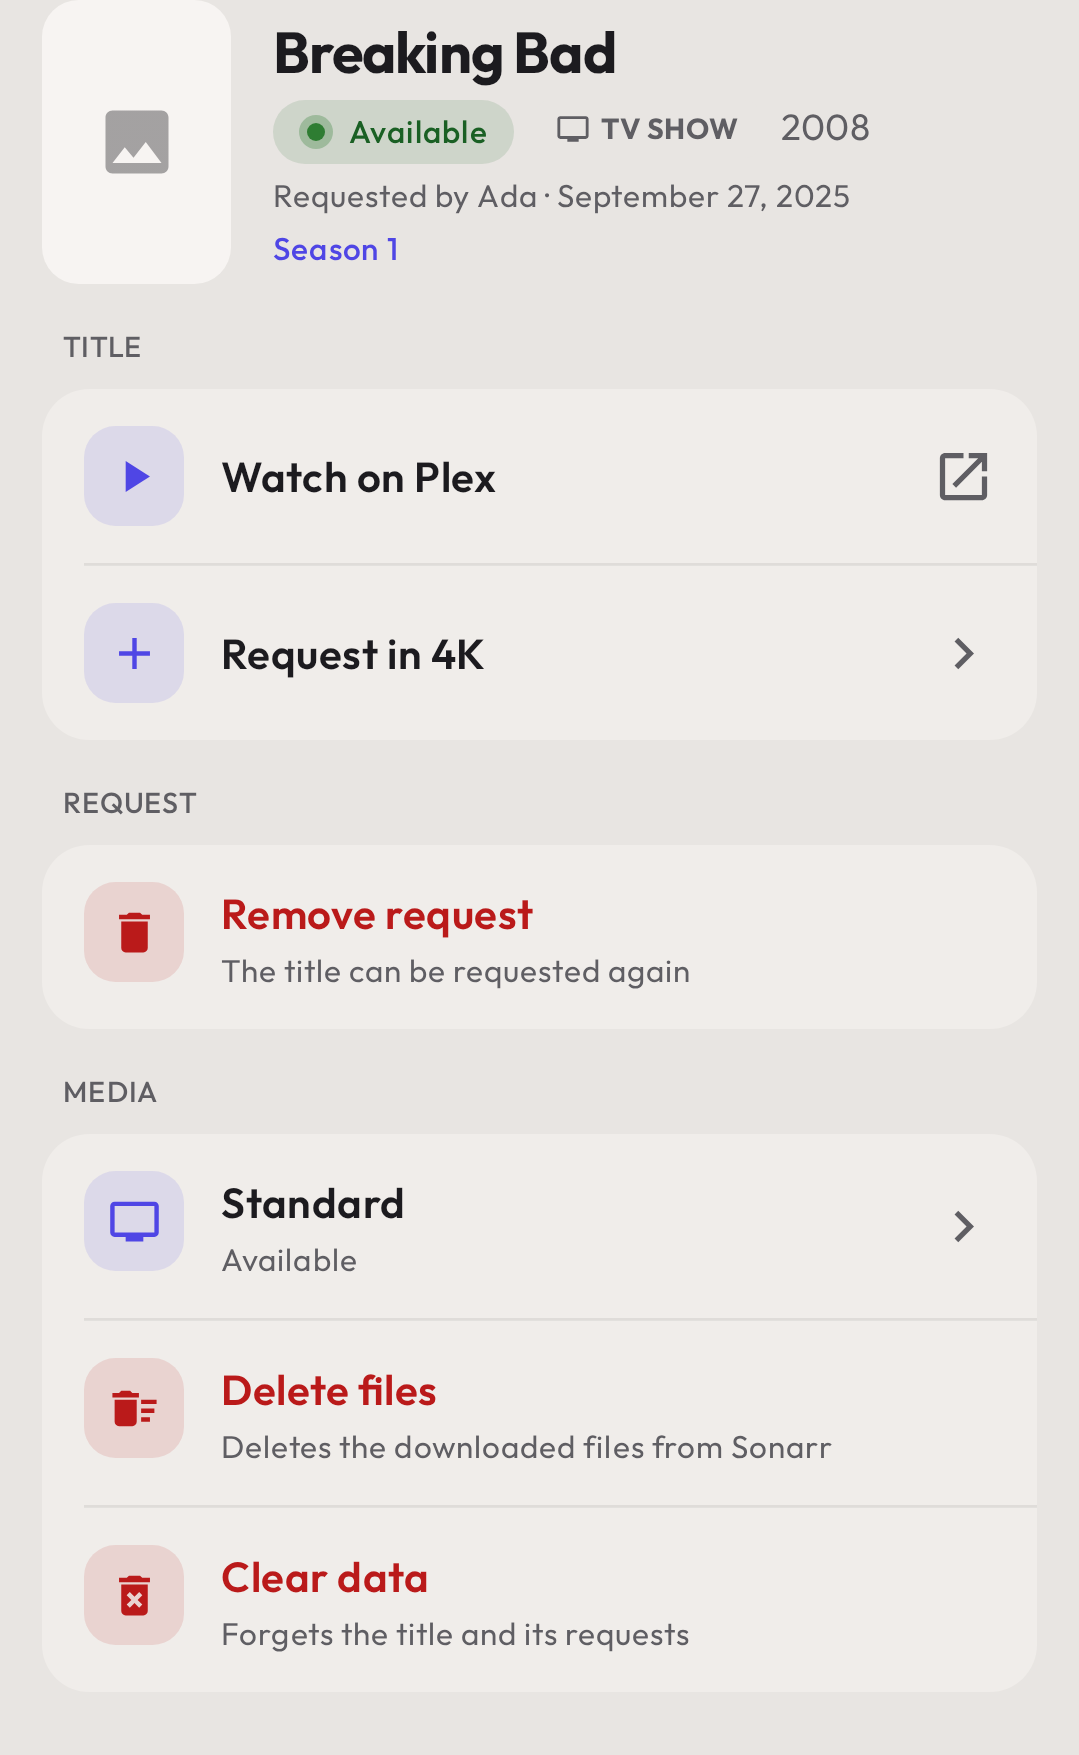 Breaking Bad
Available TV SHOW 2008
Requested by Ada · September 27, 2025
Season 1
TITLE
Watch on Plex
Request in 4K
REQUEST
Remove request
The title can be requested again
MEDIA
Standard
Available
Delete files
Deletes the downloaded files from Sonarr
Clear data
Forgets the title and its requests